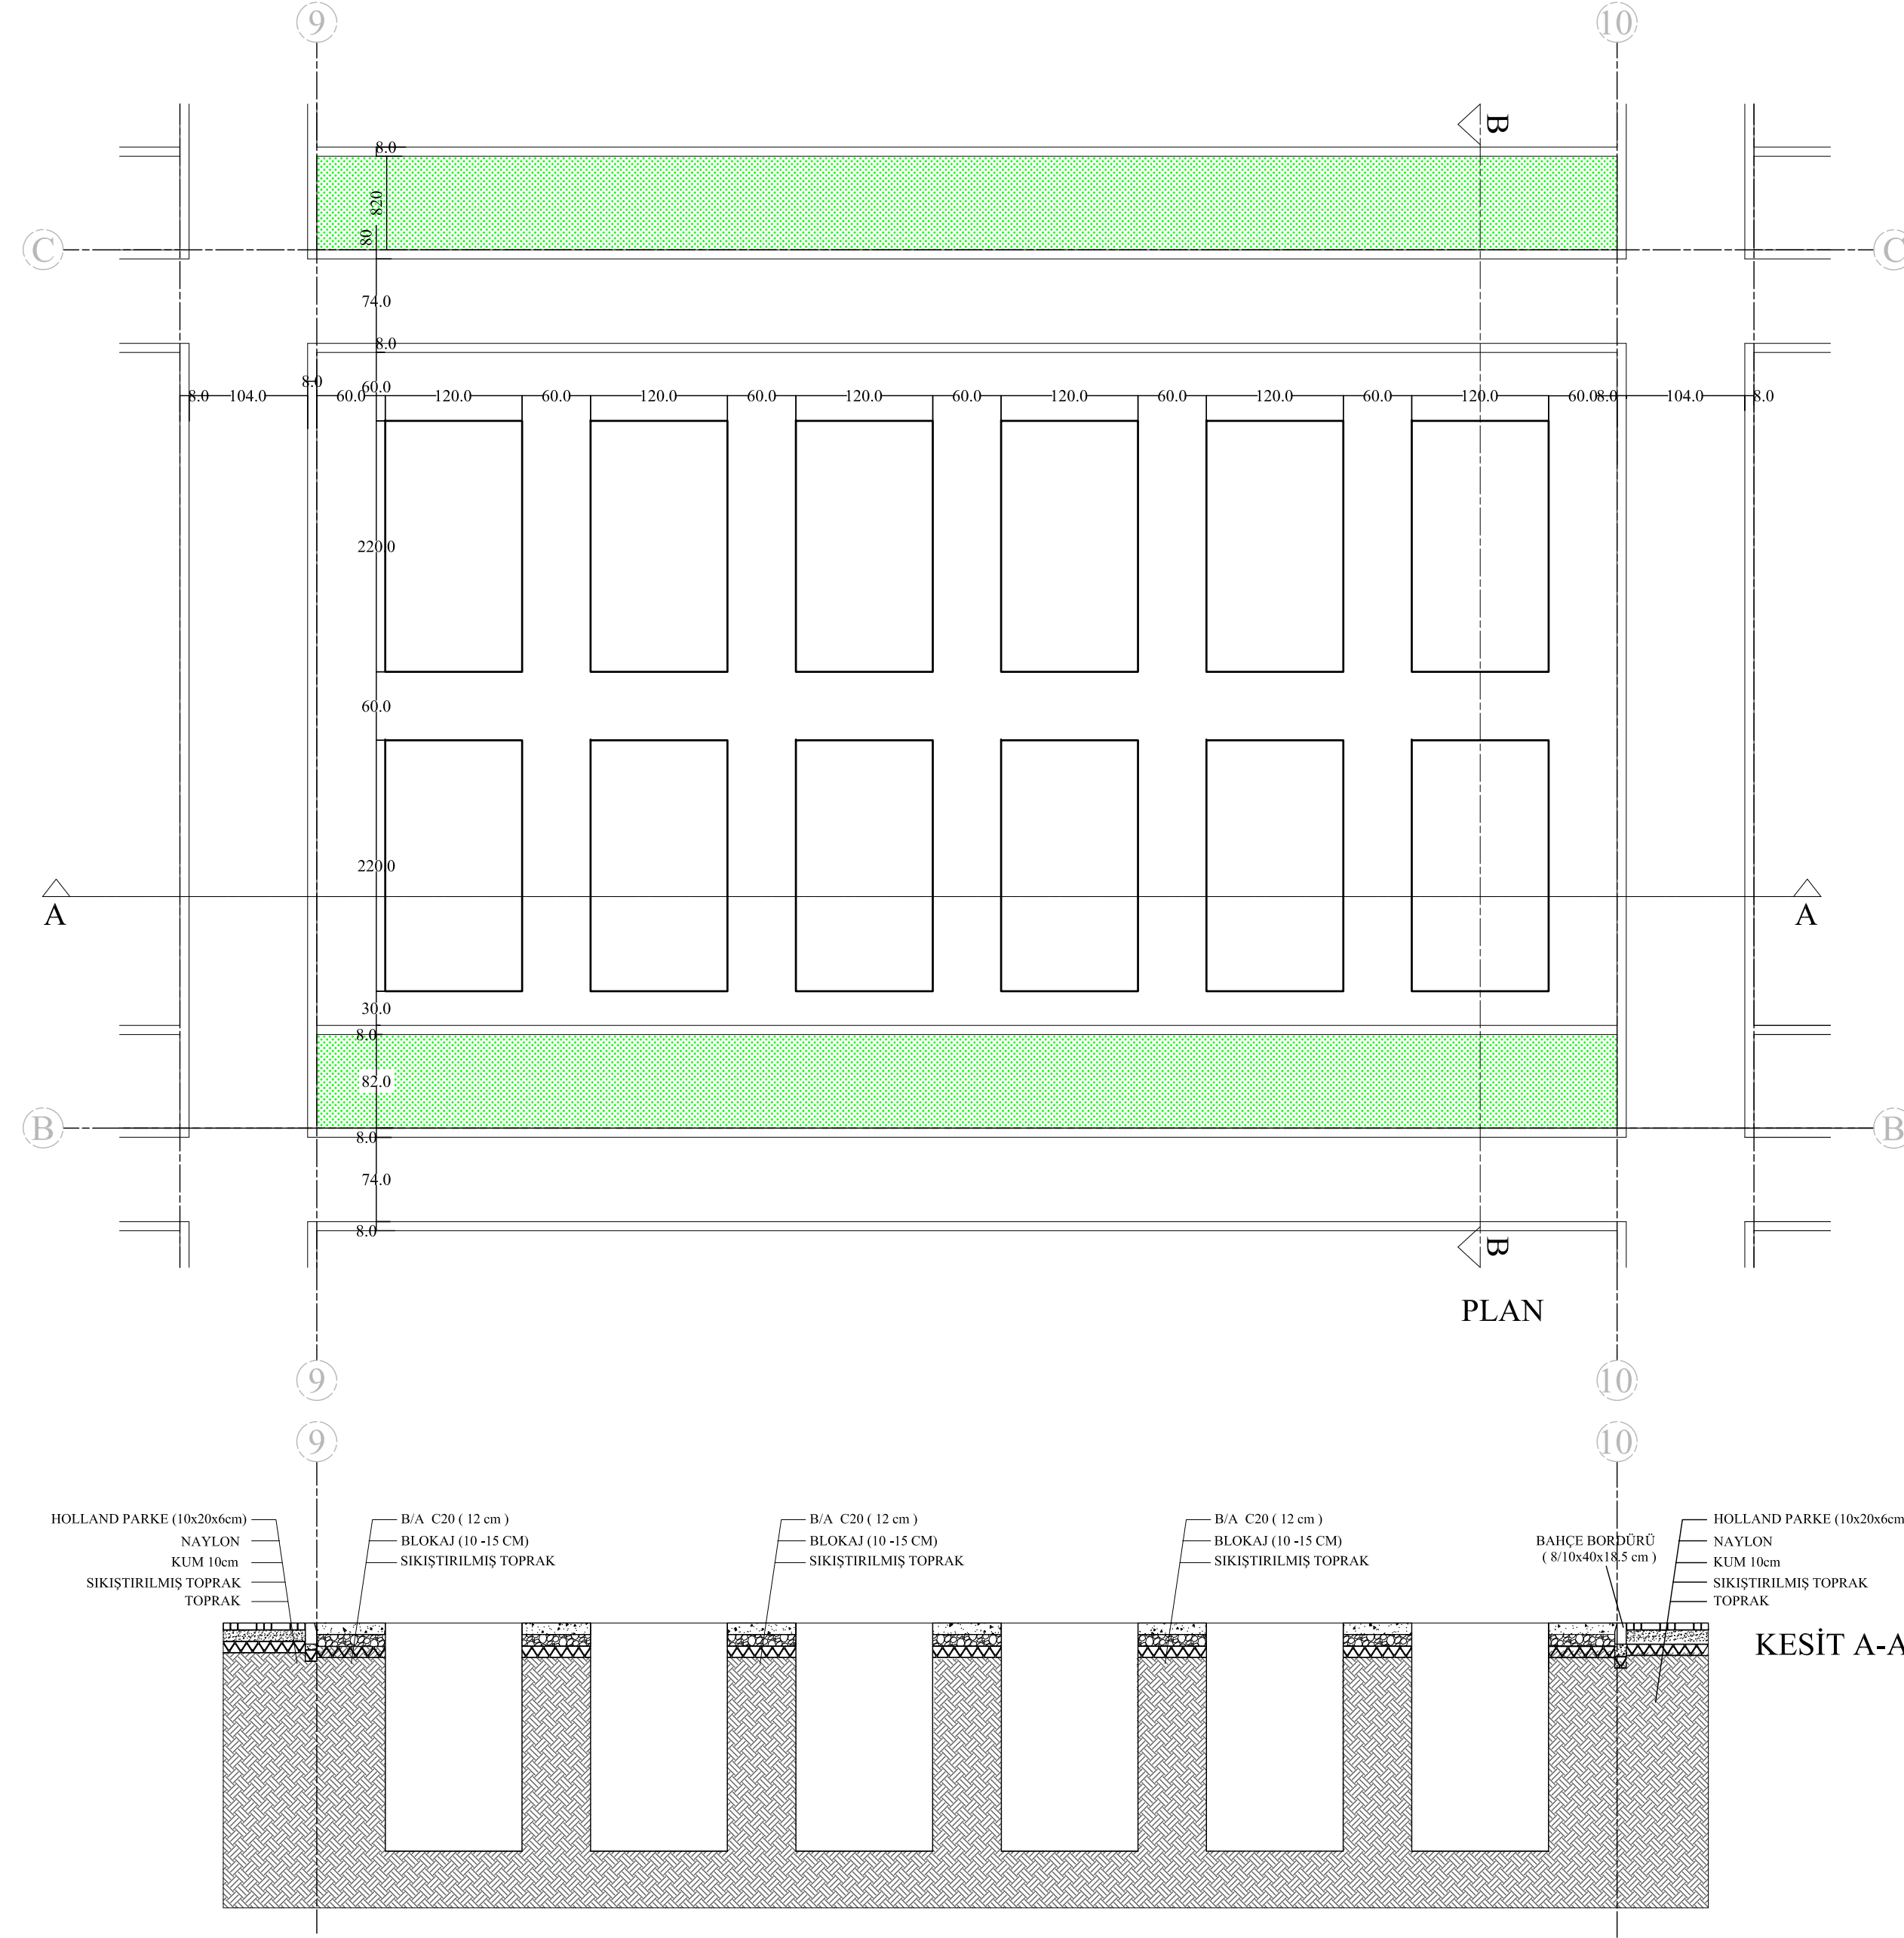 9 10
B
8.0
820
80
C C
74.0
8.0
8.0 60.0
8.0 104.0 60.0 120.0 60.0 120.0 60.0 120.0 60.0 120.0 60.0 120.0 60.0 120.0 60.0 8.0 104.0 8.0
220.0
60.0
220.0
A A
30.0
8.0
82.0
B B
8.0
74.0
8.0
B
PLAN
9 10
9 10
HOLLAND PARKE (10x20x6cm)
NAYLON
KUM 10cm
SIKIŞTIRILMIŞ TOPRAK
TOPRAK
B/A C20 ( 12 cm )
BLOKAJ (10 -15 CM)
SIKIŞTIRILMIŞ TOPRAK
B/A C20 ( 12 cm )
BLOKAJ (10 -15 CM)
SIKIŞTIRILMIŞ TOPRAK
B/A C20 ( 12 cm )
BLOKAJ (10 -15 CM)
SIKIŞTIRILMIŞ TOPRAK
BAHÇE BORDÜRÜ
( 8/10x40x18.5 cm )
HOLLAND PARKE (10x20x6cm
NAYLON
KUM 10cm
SIKIŞTIRILMIŞ TOPRAK
TOPRAK
KESİT A-A